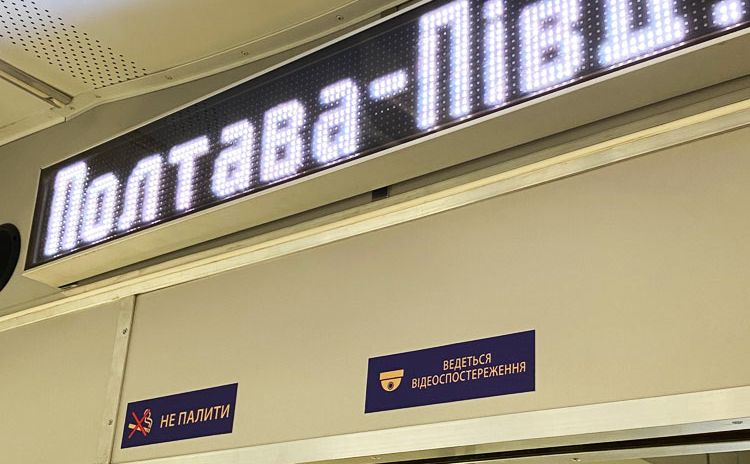 Полтава-Півд.
НЕ ПАЛИТИ
ВЕДЕТЬСЯ
ВІДЕОСПОСТЕРЕЖЕННЯ